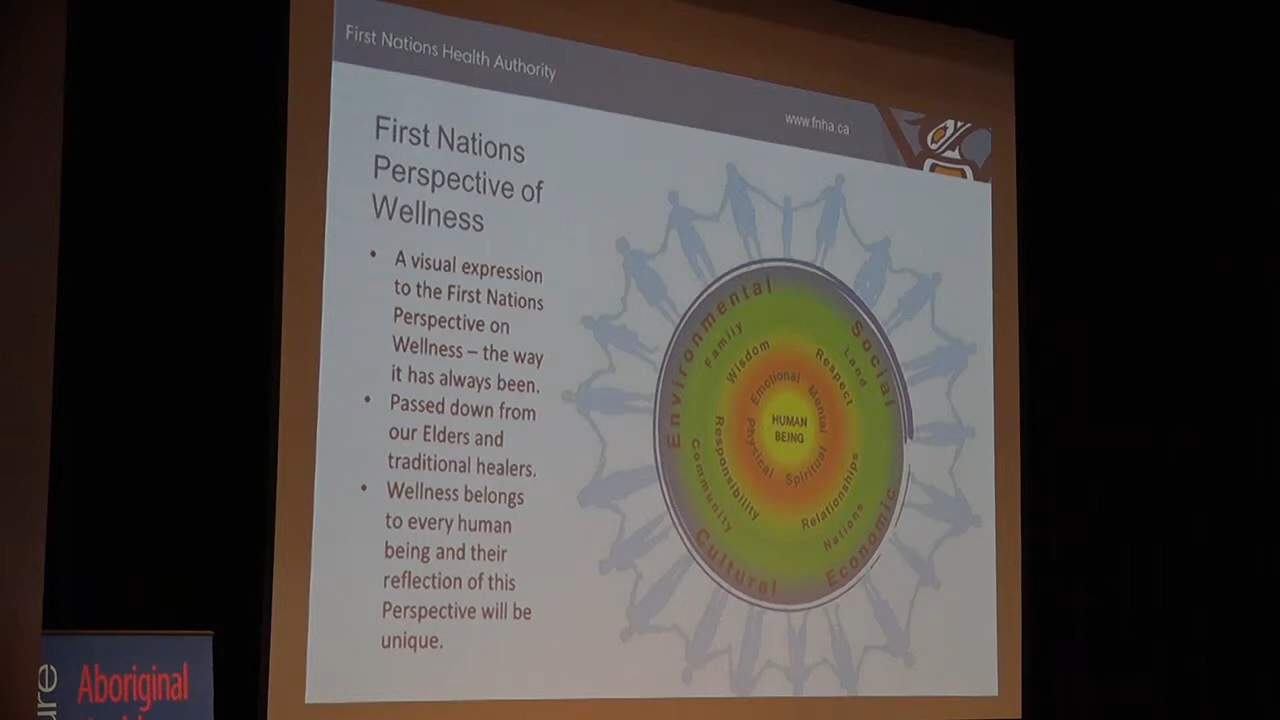 First Nations Health Authority
www.fnha.ca
First Nations
Perspective of
Wellness
• A visual expression
to the First Nations
Perspective on
Wellness – the way
it has always been.
• Passed down from
our Elders and
traditional healers.
• Wellness belongs
to every human
being and their
reflection of this
Perspective will be
unique.
Environmental
Social
Economic
Cultural
Family
Land
Nations
Community
Wisdom
Respect
Relationships
Responsibility
Emotional
Mental
Spiritual
Physical
HUMAN
BEING
Aboriginal